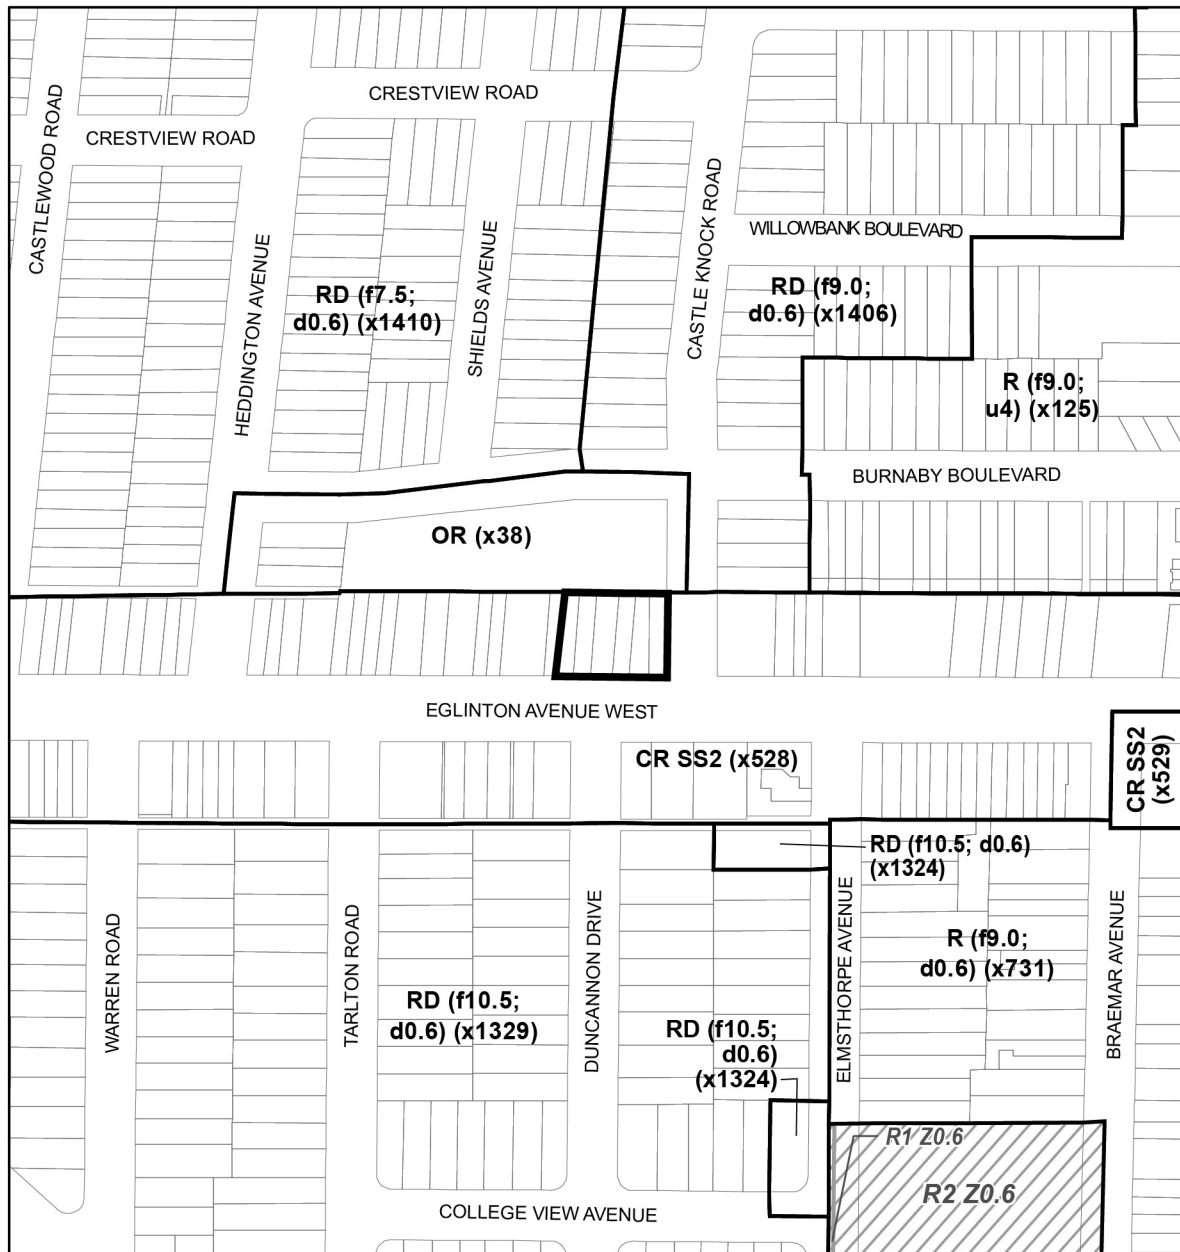 CRESTVIEW ROAD
CRESTVIEW ROAD
CASTLEWOOD ROAD
HEDDINGTON AVENUE
SHIELDS AVENUE
CASTLE KNOCK ROAD
WILLOWBANK BOULEVARD
RD (f7.5;
d0.6) (x1410)
RD (f9.0;
d0.6) (x1406)
R (f9.0;
u4) (x125)
BURNABY BOULEVARD
OR (x38)
EGLINTON AVENUE WEST
CR SS2 (x528)
CR SS2
(x529)
RD (f10.5; d0.6)
(x1324)
WARREN ROAD
TARLTON ROAD
DUNCANNON DRIVE
ELMSTHORPE AVENUE
BRAEMAR AVENUE
R (f9.0;
d0.6) (x731)
RD (f10.5;
d0.6) (x1329)
RD (f10.5;
d0.6)
(x1324)
R1 Z0.6
R2 Z0.6
COLLEGE VIEW AVENUE